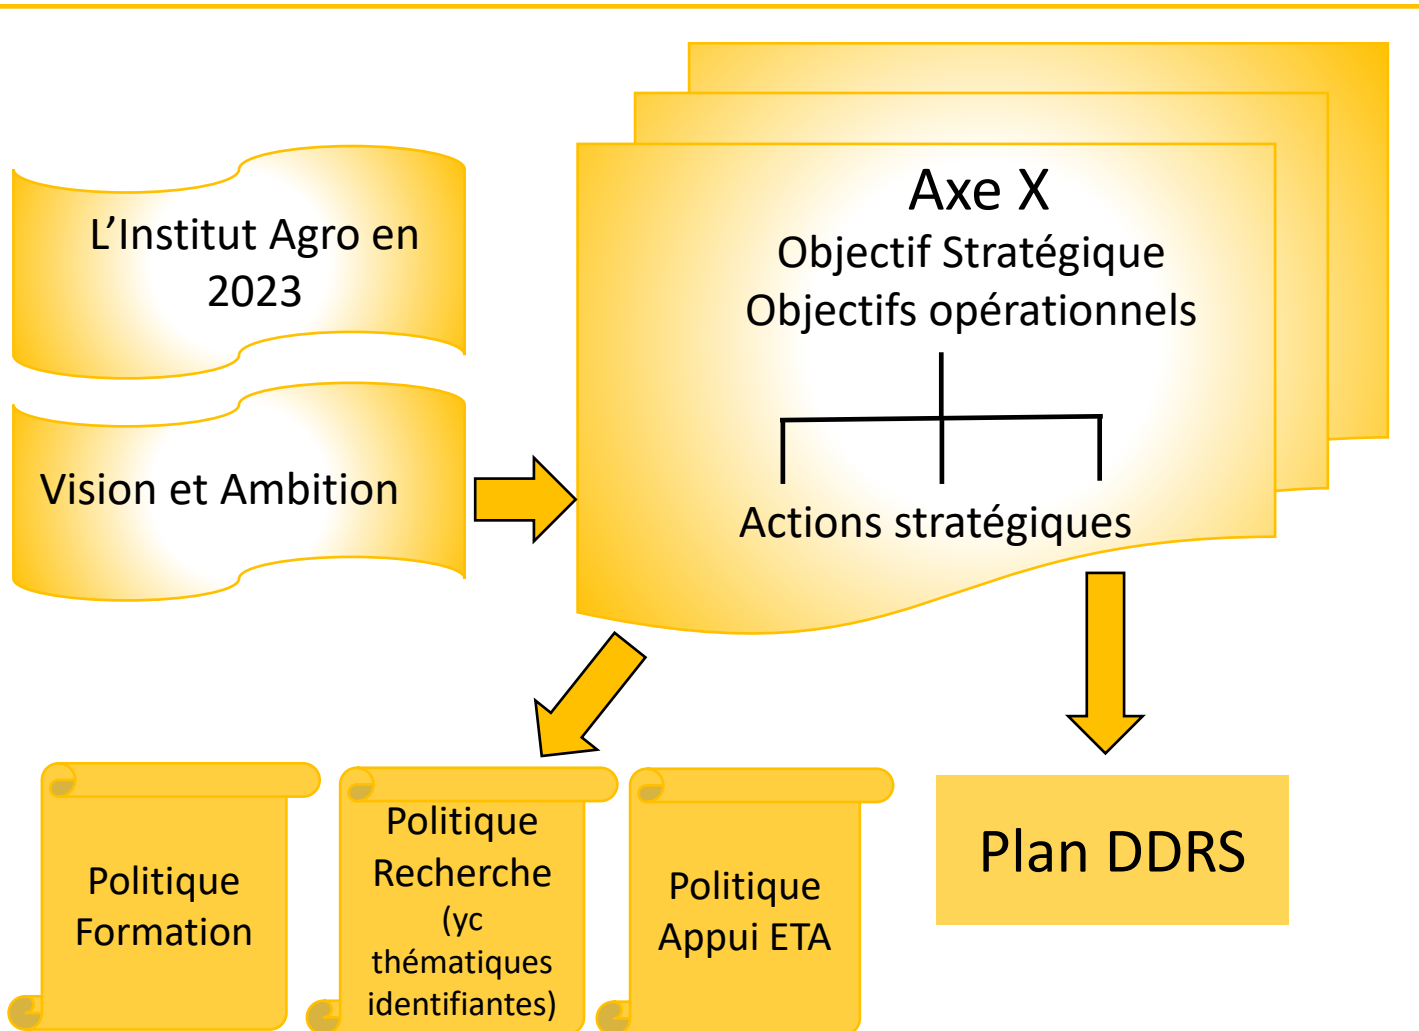 L’Institut Agro en
2023
Vision et Ambition
Axe X
Objectif Stratégique
Objectifs opérationnels
Actions stratégiques
Politique
Formation
Politique
Recherche
(yc
thématiques
identifiantes)
Politique
Appui ETA
Plan DDRS